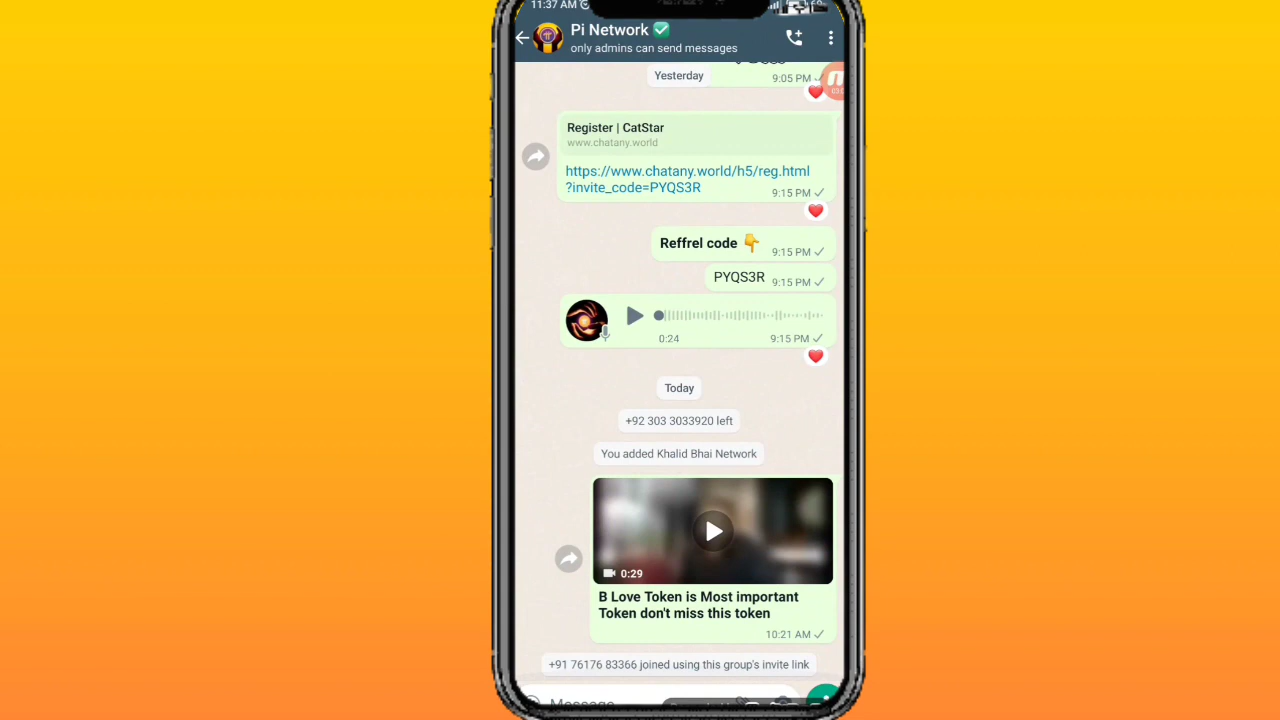 11:37 AM
Pi Network ✅
only admins can send messages
Yesterday
9:05 PM
Register | CatStar
www.chatany.world
https://www.chatany.world/h5/reg.html
?invite_code=PYQS3R
9:15 PM
Reffrel code 👇
9:15 PM
PYQS3R
9:15 PM
0:24
9:15 PM
Today
+92 303 3033920 left
You added Khalid Bhai Network
0:29
B Love Token is Most important
Token don't miss this token
10:21 AM
+91 76176 83366 joined using this group's invite link
Message